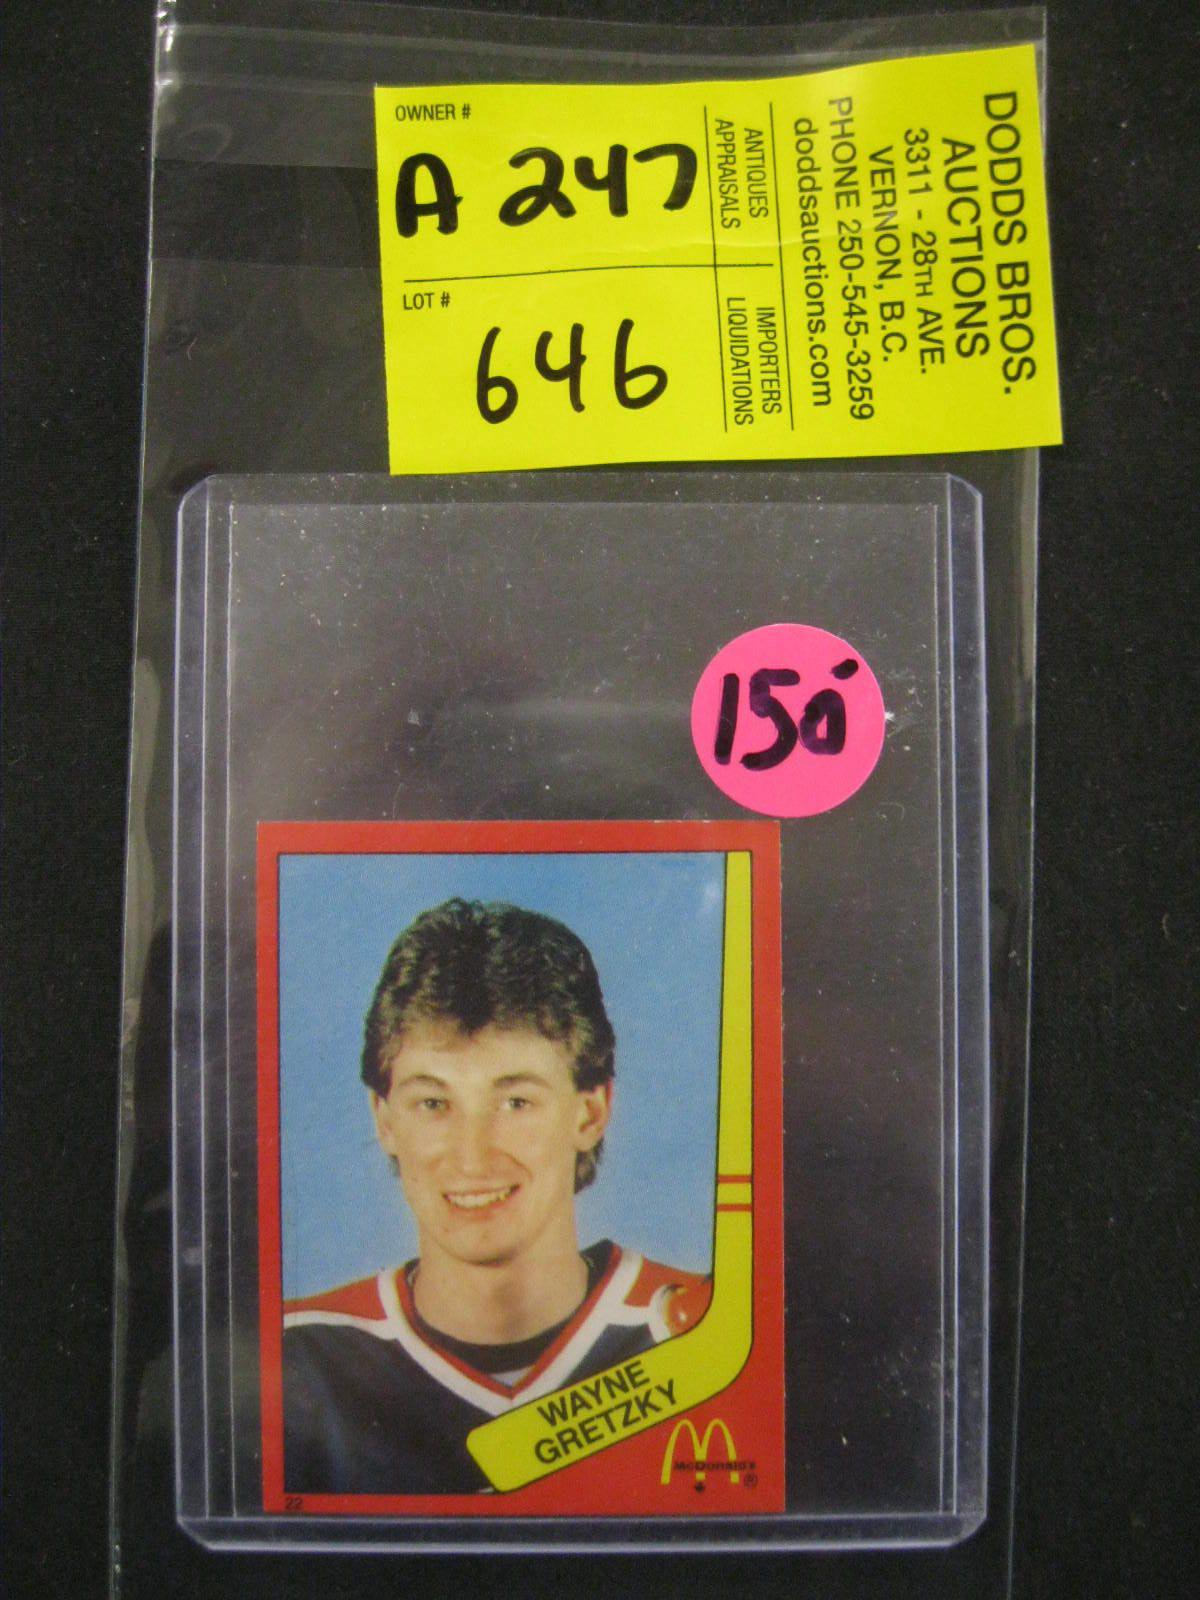 OWNER #
A 247
LOT #
646
ANTIQUES
APPRAISALS
IMPORTERS
LIQUIDATIONS
DODDS BROS.
AUCTIONS
3311 - 28TH AVE.
VERNON, B.C.
PHONE 250-545-3259
doddsauctions.com
150
WAYNE
GRETZKY
McDonald's
®
22